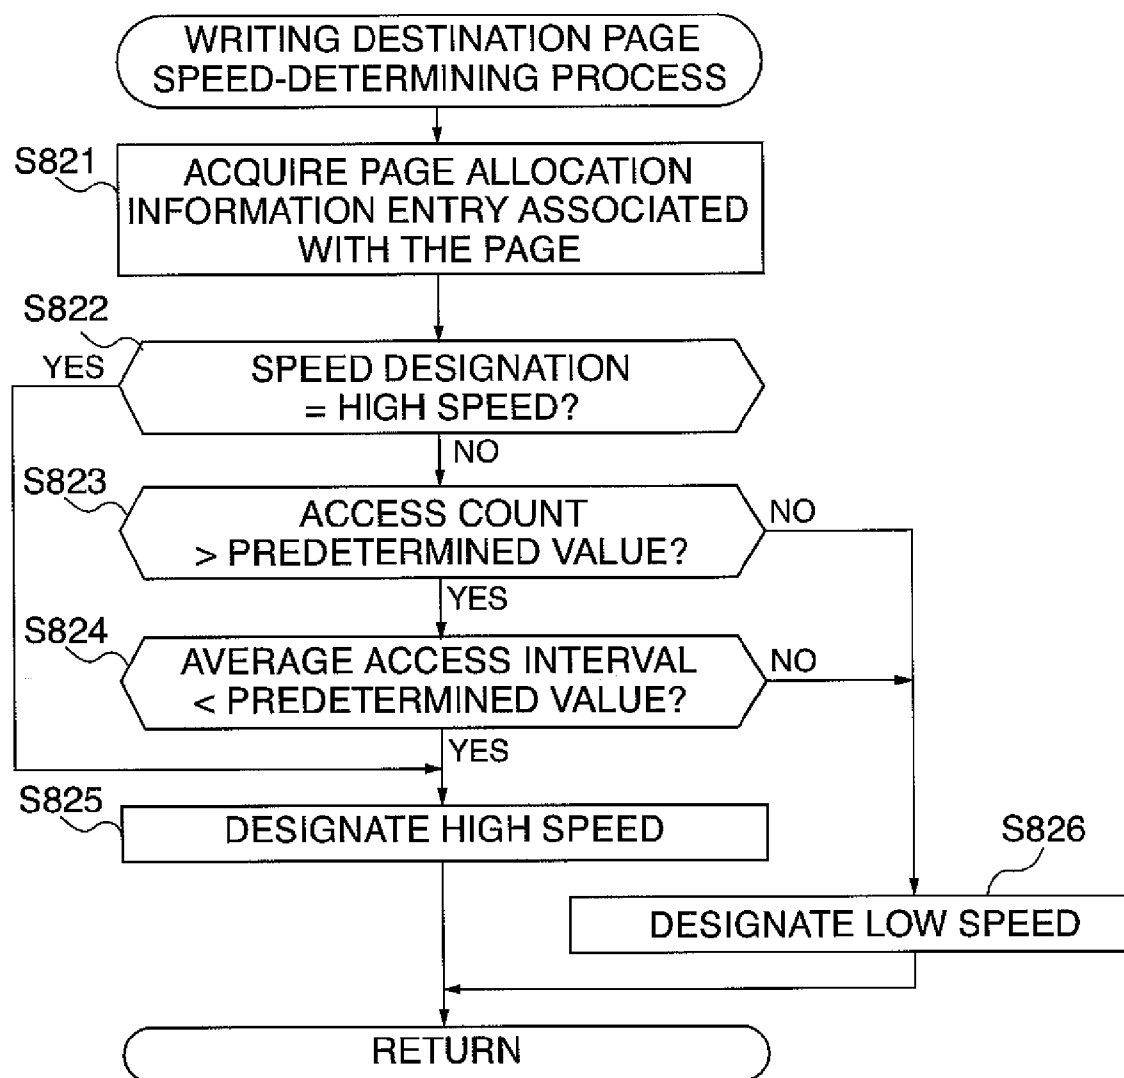 WRITING DESTINATION PAGE
SPEED-DETERMINING PROCESS
S821
ACQUIRE PAGE ALLOCATION
INFORMATION ENTRY ASSOCIATED
WITH THE PAGE
S822
YES
SPEED DESIGNATION
= HIGH SPEED?
NO
S823
ACCESS COUNT
> PREDETERMINED VALUE?
NO
YES
S824
AVERAGE ACCESS INTERVAL
< PREDETERMINED VALUE?
NO
YES
S825
DESIGNATE HIGH SPEED
S826
DESIGNATE LOW SPEED
RETURN